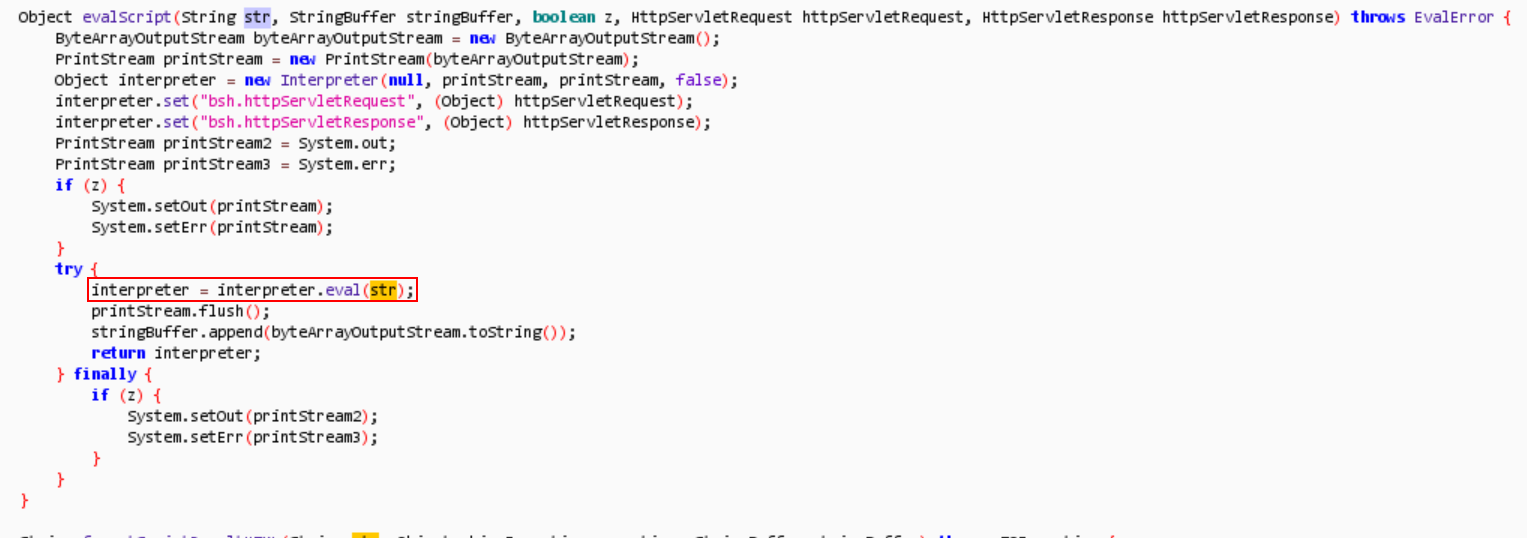 Object evalScript(String str, StringBuffer stringBuffer, boolean z, HttpServletRequest httpServletRequest, HttpServletResponse httpServletResponse) throws EvalError {
    ByteArrayOutputStream byteArrayOutputStream = new ByteArrayOutputStream();
    PrintStream printStream = new PrintStream(byteArrayOutputStream);
    Object interpreter = new Interpreter(null, printStream, printStream, false);
    interpreter.set("bsh.httpServletRequest", (Object) httpServletRequest);
    interpreter.set("bsh.httpServletResponse", (Object) httpServletResponse);
    PrintStream printStream2 = System.out;
    PrintStream printStream3 = System.err;
    if (z) {
        System.setOut(printStream);
        System.setErr(printStream);
    }
    try {
        interpreter = interpreter.eval(str);
        printStream.flush();
        stringBuffer.append(byteArrayOutputStream.toString());
        return interpreter;
    } finally {
        if (z) {
            System.setOut(printStream2);
            System.setErr(printStream3);
        }
    }
}